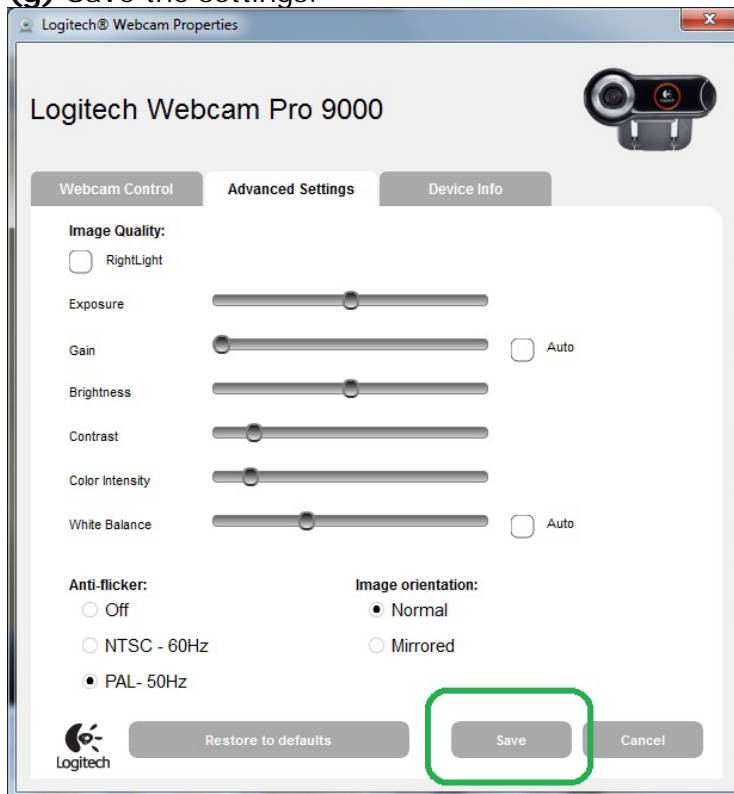 (g) Save the settings.
Logitech® Webcam Properties
Logitech Webcam Pro 9000
Webcam Control Advanced Settings Device Info
Image Quality:
RightLight
Exposure
Gain Auto
Brightness
Contrast
Color Intensity
White Balance Auto
Anti-flicker: Image orientation:
Off Normal
NTSC - 60Hz Mirrored
PAL- 50Hz
Restore to defaults Save Cancel
Logitech